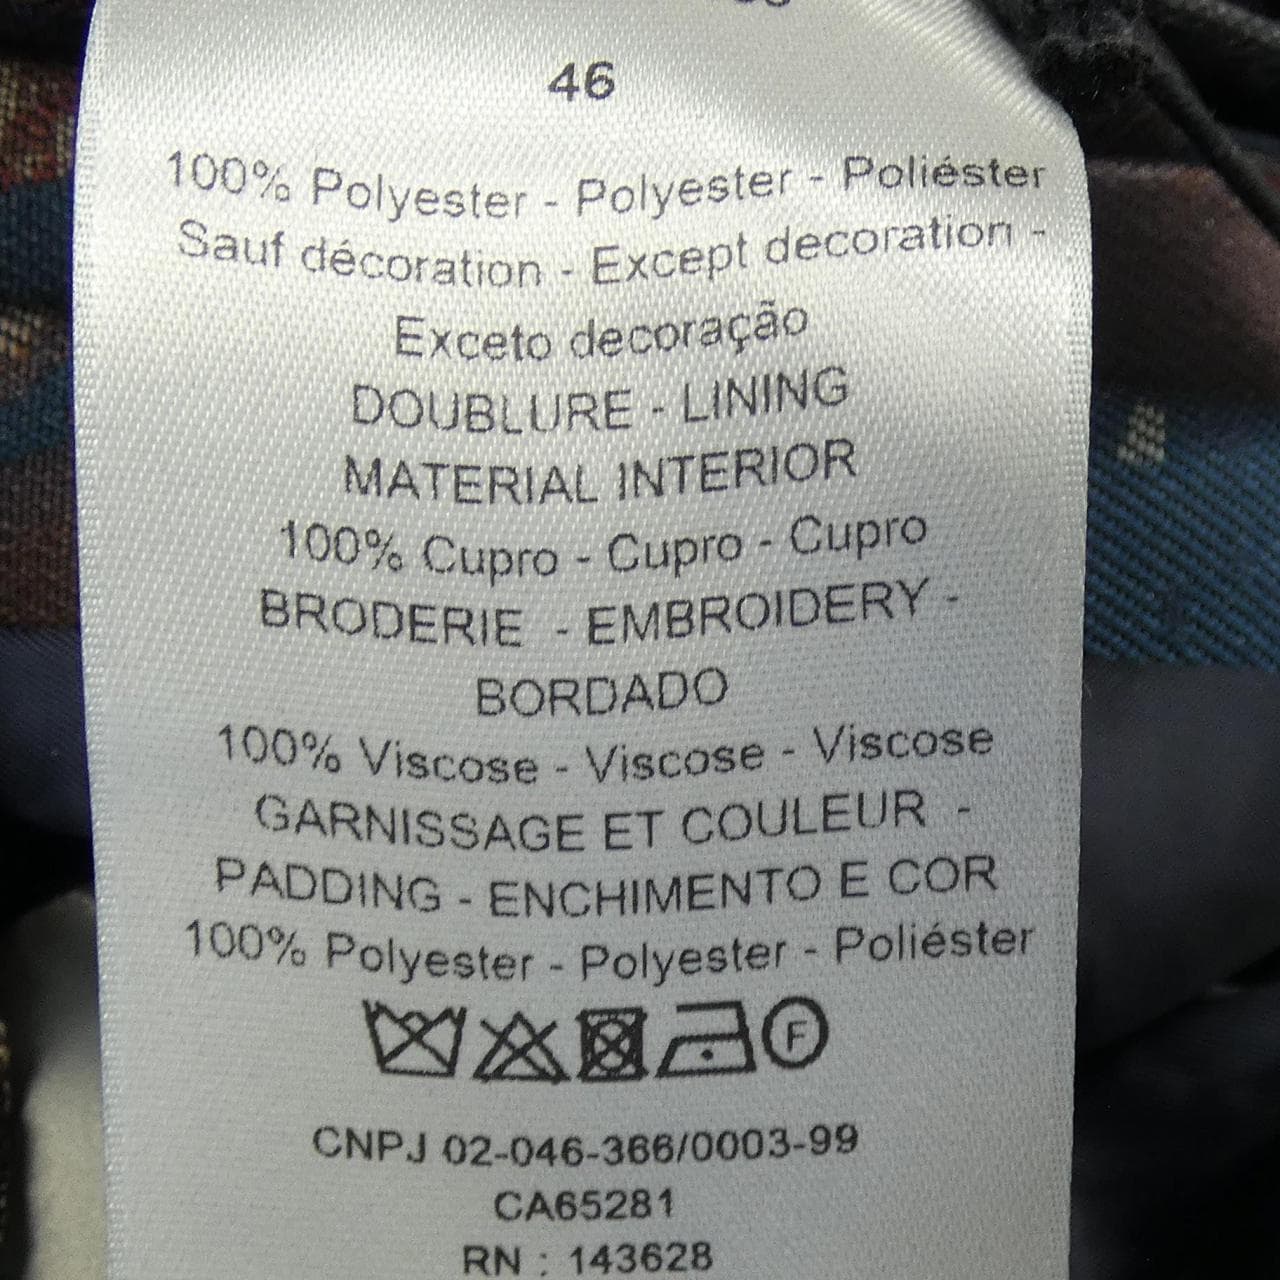 46
100% Polyester - Polyester - Poliéster
Sauf décoration - Except decoration -
Exceto decoração
DOUBLURE - LINING
MATERIAL INTERIOR
100% Cupro - Cupro - Cupro
BRODERIE - EMBROIDERY -
BORDADO
100% Viscose - Viscose - Viscose
GARNISSAGE ET COULEUR -
PADDING - ENCHIMENTO E COR
100% Polyester - Polyester - Poliéster
F
CNPJ 02-046-366/0003-99
CA65281
RN : 143628